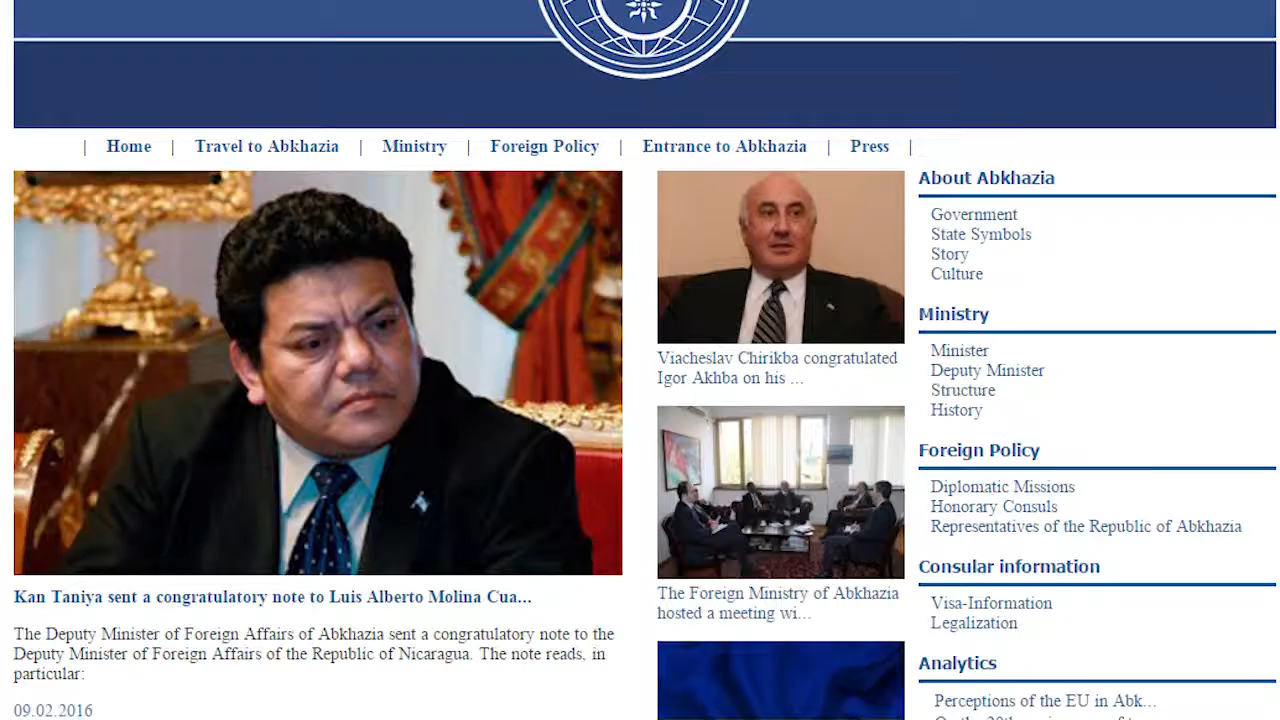 | Home | Travel to Abkhazia | Ministry | Foreign Policy | Entrance to Abkhazia | Press |
Kan Taniya sent a congratulatory note to Luis Alberto Molina Cua...
The Deputy Minister of Foreign Affairs of Abkhazia sent a congratulatory note to the
Deputy Minister of Foreign Affairs of the Republic of Nicaragua. The note reads, in
particular:
09.02.2016
Viacheslav Chirikba congratulated
Igor Akhba on his ...
The Foreign Ministry of Abkhazia
hosted a meeting wi...
About Abkhazia
Government
State Symbols
Story
Culture
Ministry
Minister
Deputy Minister
Structure
History
Foreign Policy
Diplomatic Missions
Honorary Consuls
Representatives of the Republic of Abkhazia
Consular information
Visa-Information
Legalization
Analytics
Perceptions of the EU in Abk...